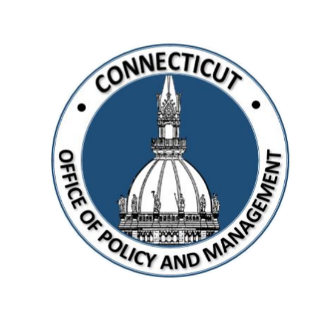 CONNECTICUT
OFFICE OF POLICY AND MANAGEMENT